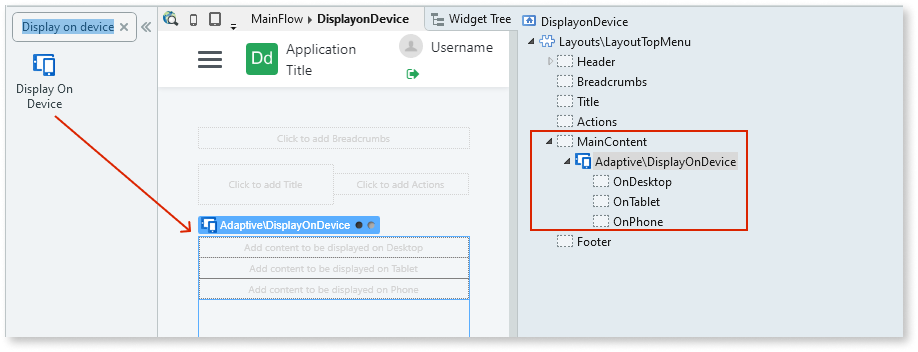 Display on device
Display On
Device
MainFlow ▸ DisplayonDevice
Widget Tree
Dd
Application
Title
Username
Click to add Breadcrumbs
Click to add Title
Click to add Actions
Adaptive\DisplayOnDevice
Add content to be displayed on Desktop
Add content to be displayed on Tablet
Add content to be displayed on Phone
DisplayonDevice
Layouts\LayoutTopMenu
Header
Breadcrumbs
Title
Actions
MainContent
Adaptive\DisplayOnDevice
OnDesktop
OnTablet
OnPhone
Footer